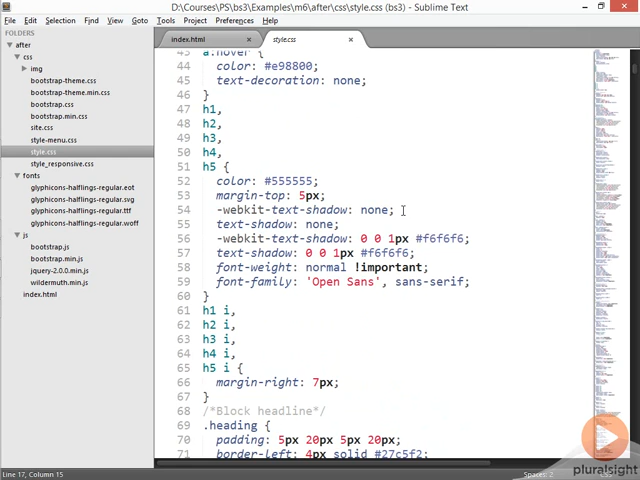 D:\Courses\PS\bs3\Examples\m6\after\css\style.css (bs3) - Sublime Text
File Edit Selection Find View Goto Tools Project Preferences Help
FOLDERS
after
css
img
bootstrap-theme.css
bootstrap-theme.min.css
bootstrap.css
bootstrap.min.css
site.css
style-menu.css
style.css
style_responsive.css
fonts
glyphicons-halflings-regular.eot
glyphicons-halflings-regular.svg
glyphicons-halflings-regular.ttf
glyphicons-halflings-regular.woff
js
bootstrap.js
bootstrap.min.js
jquery-2.0.0.min.js
wildermuth.min.js
index.html
index.html
style.css
43 a:hover {
44 color: #e98800;
45 text-decoration: none;
46 }
47 h1,
48 h2,
49 h3,
50 h4,
51 h5 {
52 color: #555555;
53 margin-top: 5px;
54 -webkit-text-shadow: none;
55 text-shadow: none;
56 -webkit-text-shadow: 0 0 1px #f6f6f6;
57 text-shadow: 0 0 1px #f6f6f6;
58 font-weight: normal !important;
59 font-family: 'Open Sans', sans-serif;
60 }
61 h1 i,
62 h2 i,
63 h3 i,
64 h4 i,
65 h5 i {
66 margin-right: 7px;
67 }
68 /*Block headline*/
69 .heading {
70 padding: 5px 20px 5px 20px;
71 border-left: 4px solid #27c5f2;
Line 17, Column 15
Spaces: 2
CSS
pluralsight